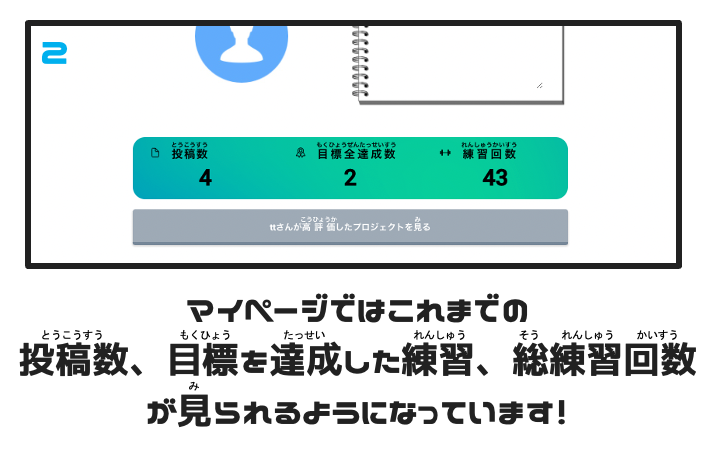 2
とうこうすう もくひょうぜんたっせいすう れんしゅうかいすう
投稿数 目標全達成数 練習回数
4 2 43
こうひょうか み
ttさんが高評価したプロジェクトを見る
マイページではこれまでの
とうこうすう もくひょう たっせい れんしゅう そう れんしゅう かいすう
投稿数、目標を達成した練習、総練習回数
み
が見られるようになっています!